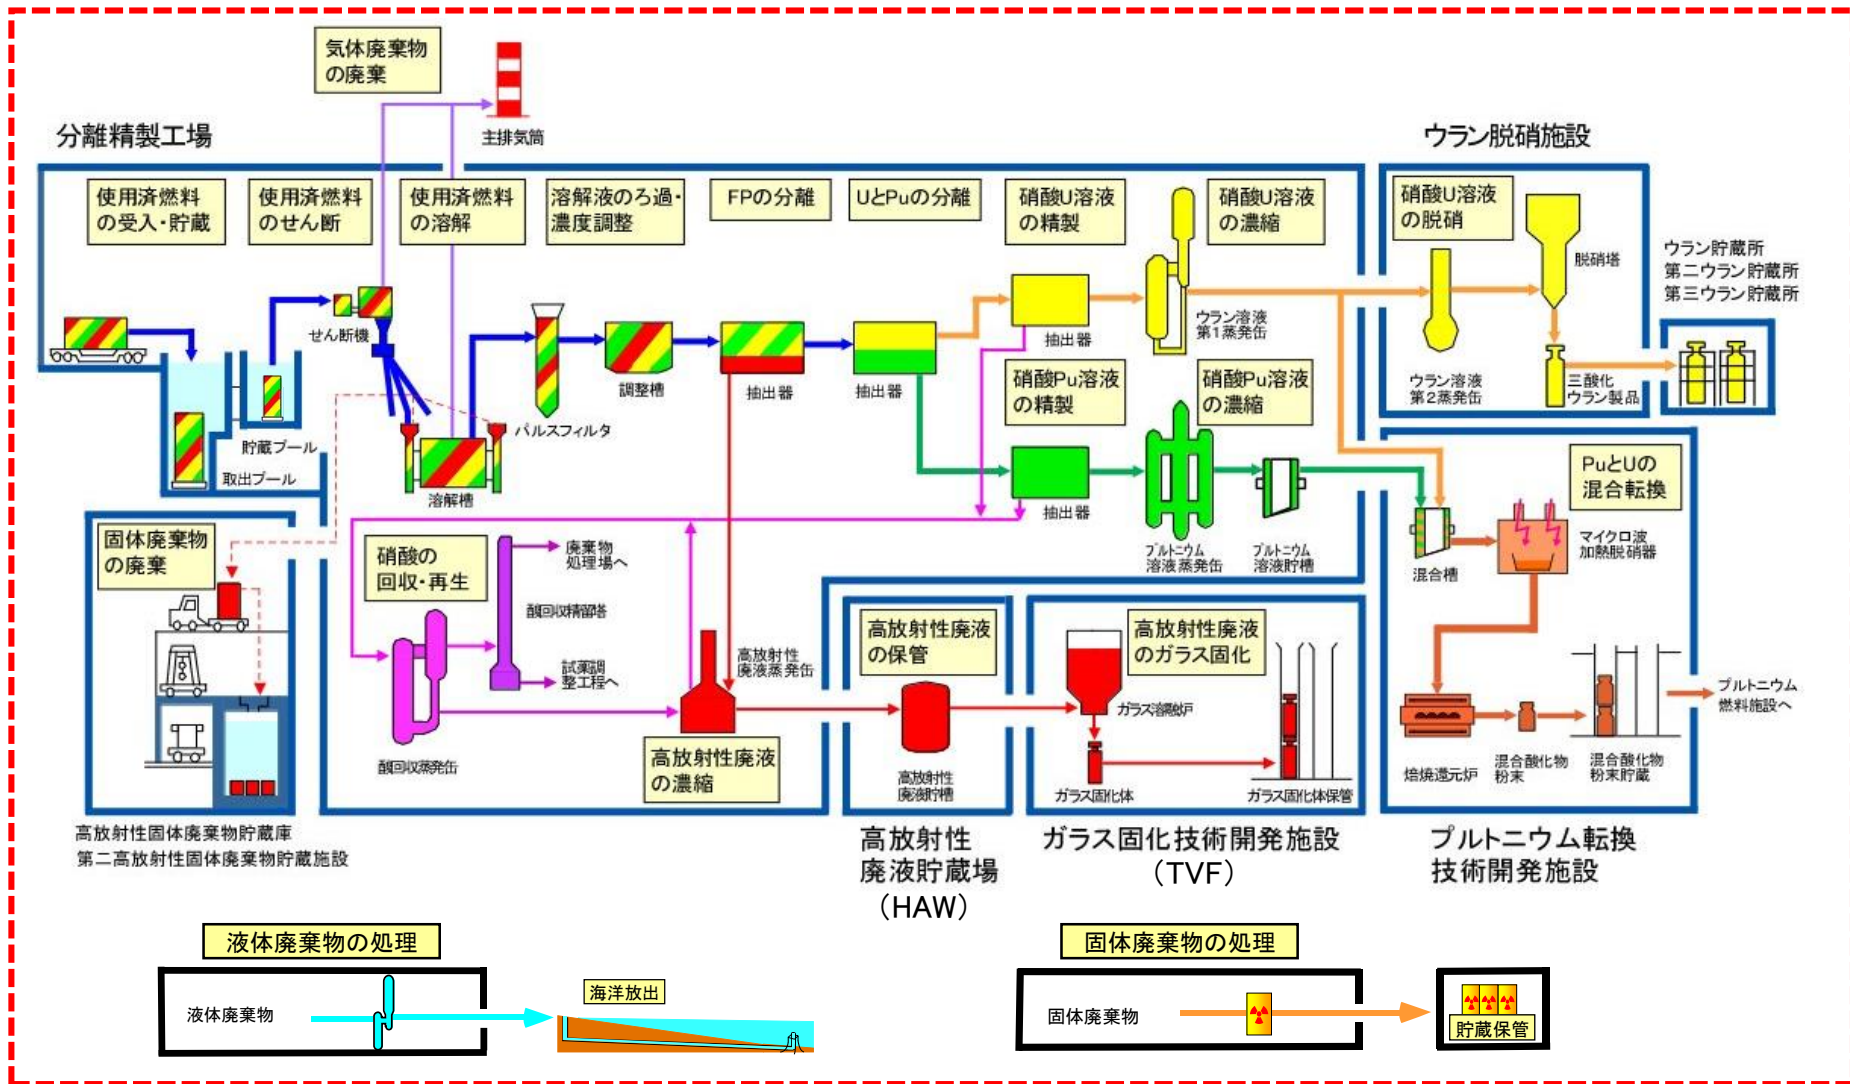 気体廃棄物
の廃棄
主排気筒
分離精製工場
ウラン脱硝施設
使用済燃料
の受入・貯蔵
使用済燃料
のせん断
使用済燃料
の溶解
溶解液のろ過・
濃度調整
FPの分離
UとPuの分離
硝酸U溶液
の精製
硝酸U溶液
の濃縮
硝酸U溶液
の脱硝
脱硝塔
ウラン貯蔵所
第二ウラン貯蔵所
第三ウラン貯蔵所
せん断機
調整槽
抽出器
抽出器
抽出器
ウラン溶液
第1蒸発缶
ウラン溶液
第2蒸発缶
三酸化
ウラン製品
硝酸Pu溶液
の精製
硝酸Pu溶液
の濃縮
パルスフィルタ
貯蔵プール
取出プール
溶解槽
抽出器
プルトニウム
溶液蒸発缶
プルトニウム
溶液貯槽
PuとUの
混合転換
混合槽
マイクロ波
加熱脱硝器
固体廃棄物
の廃棄
硝酸の
回収・再生
廃棄物
処理場へ
酸回収精留塔
試薬調
整工程へ
酸回収蒸発缶
高放射性
廃液蒸発缶
高放射性廃液
の濃縮
高放射性廃液
の保管
高放射性
廃液貯槽
高放射性廃液
のガラス固化
ガラス溶融炉
ガラス固化体
ガラス固化体保管
焙焼還元炉
混合酸化物
粉末
混合酸化物
粉末貯蔵
プルトニウム
燃料施設へ
高放射性固体廃棄物貯蔵庫
第二高放射性固体廃棄物貯蔵施設
高放射性
廃液貯蔵場
（HAW）
ガラス固化技術開発施設
（TVF）
プルトニウム転換
技術開発施設
液体廃棄物の処理
液体廃棄物
海洋放出
固体廃棄物の処理
固体廃棄物
貯蔵保管